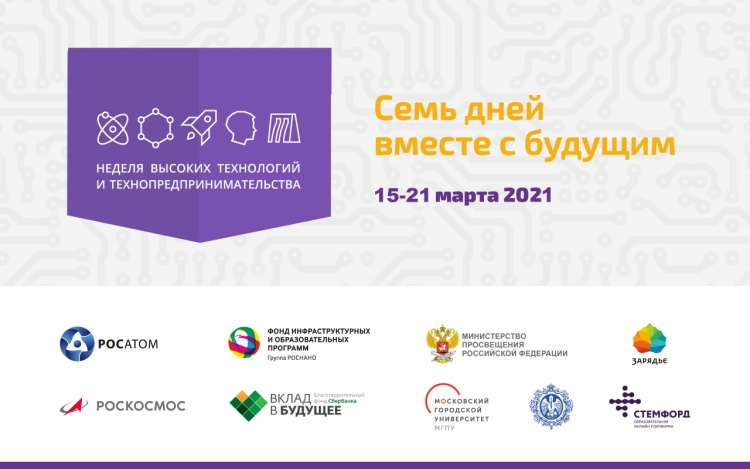 НЕДЕЛЯ ВЫСОКИХ ТЕХНОЛОГИЙ
И ТЕХНОПРЕДПРИНИМАТЕЛЬСТВА
Семь дней
вместе с будущим
15-21 марта 2021
РОСАТОМ
ФОНД ИНФРАСТРУКТУРНЫХ
И ОБРАЗОВАТЕЛЬНЫХ
ПРОГРАММ
Группа РОСНАНО
МИНИСТЕРСТВО
ПРОСВЕЩЕНИЯ
РОССИЙСКОЙ ФЕДЕРАЦИИ
ЗАРЯДЬЕ
РОСКОСМОС
ВКЛАД
В БУДУЩЕЕ
Благотворительный
фонд Сбербанка
МОСКОВСКИЙ
ГОРОДСКОЙ
УНИВЕРСИТЕТ
МГПУ
СТЕМФОРД
ОБРАЗОВАТЕЛЬНАЯ
ОНЛАЙН ПЛАТФОРМА